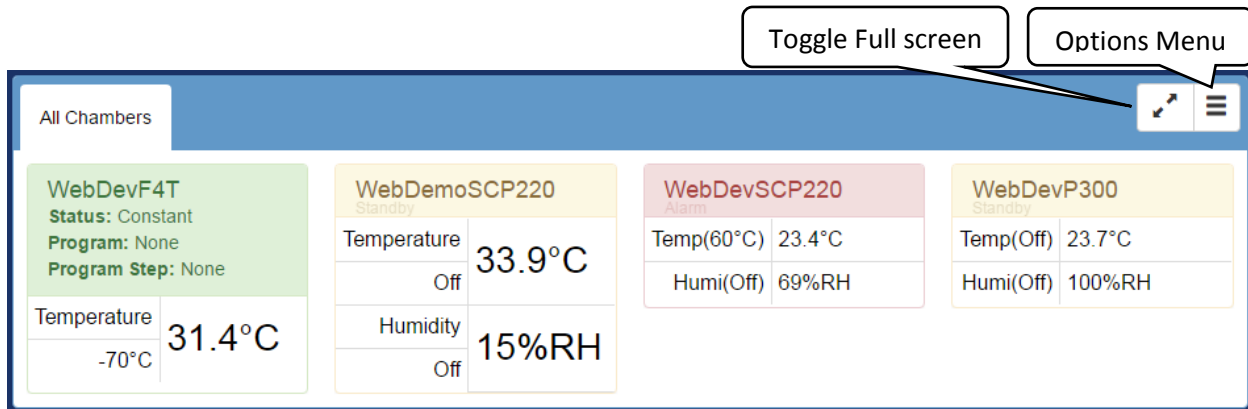 Toggle Full screen
Options Menu
All Chambers
WebDevF4T
Status: Constant
Program: None
Program Step: None
Temperature
-70°C
31.4°C
WebDemoSCP220
Standby
Temperature
Off
33.9°C
Humidity
Off
15%RH
WebDevSCP220
Alarm
Temp(60°C) 23.4°C
Humi(Off) 69%RH
WebDevP300
Standby
Temp(Off) 23.7°C
Humi(Off) 100%RH